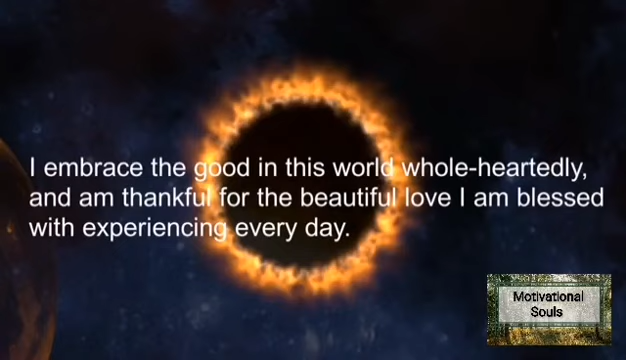 I embrace the good in this world whole-heartedly,
and am thankful for the beautiful love I am blessed
with experiencing every day.
Motivational
Souls